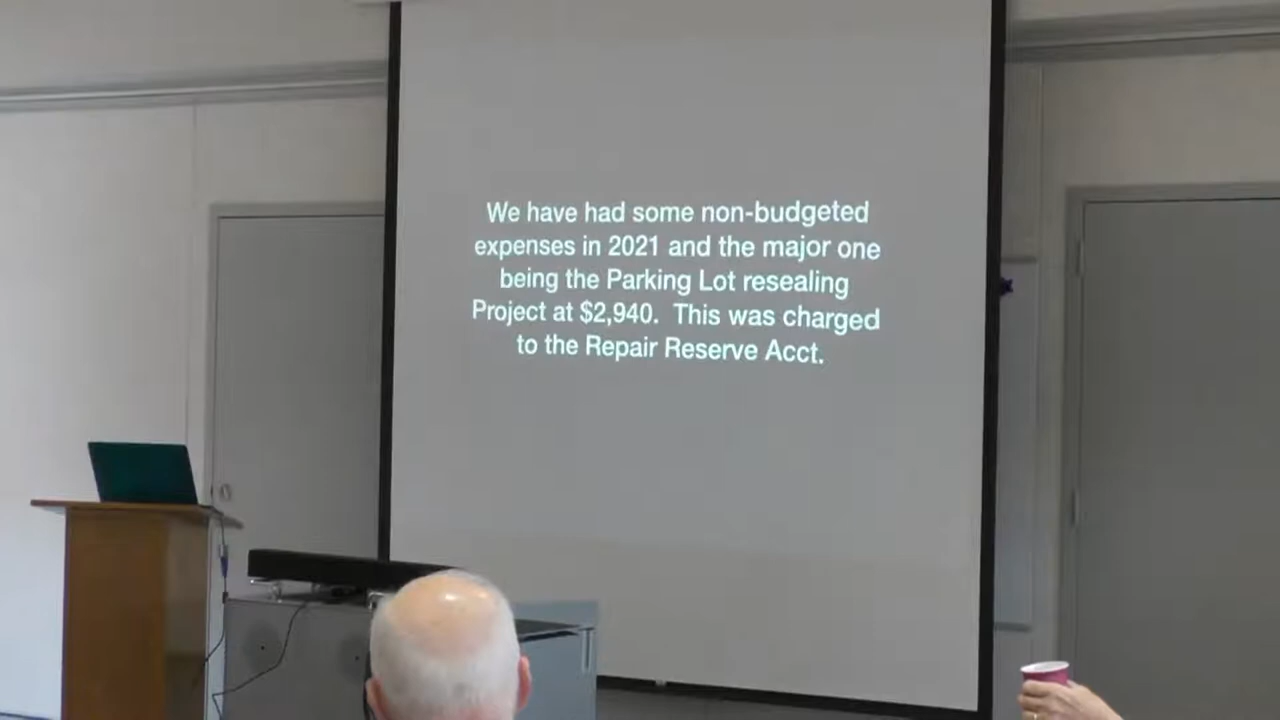 We have had some non-budgeted
expenses in 2021 and the major one
being the Parking Lot resealing
Project at $2,940.  This was charged
to the Repair Reserve Acct.